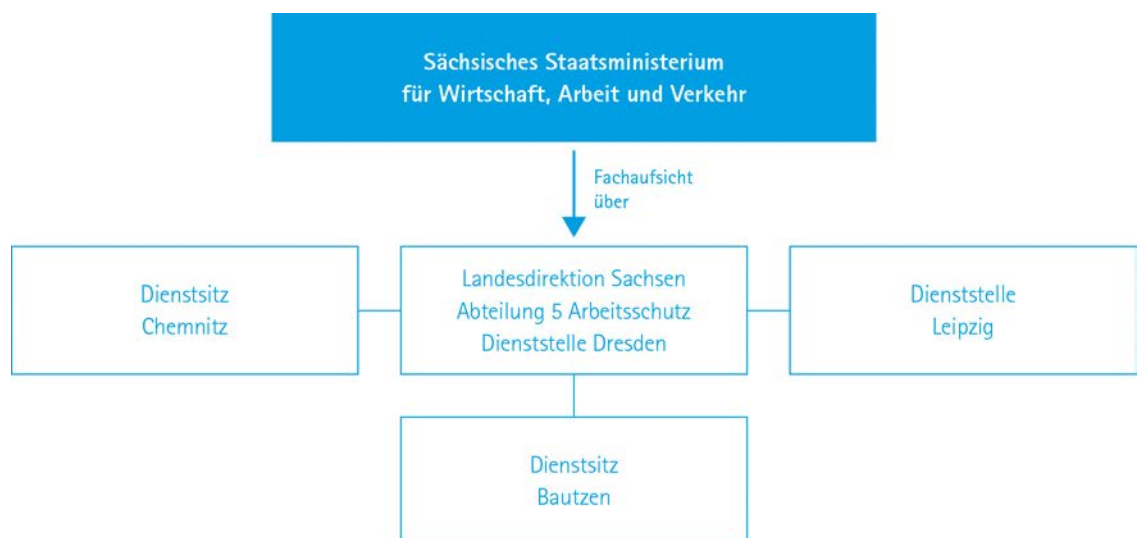 Sächsisches Staatsministerium
für Wirtschaft, Arbeit und Verkehr
Fachaufsicht
über
Dienstsitz
Chemnitz
Landesdirektion Sachsen
Abteilung 5 Arbeitsschutz
Dienststelle Dresden
Dienststelle
Leipzig
Dienstsitz
Bautzen